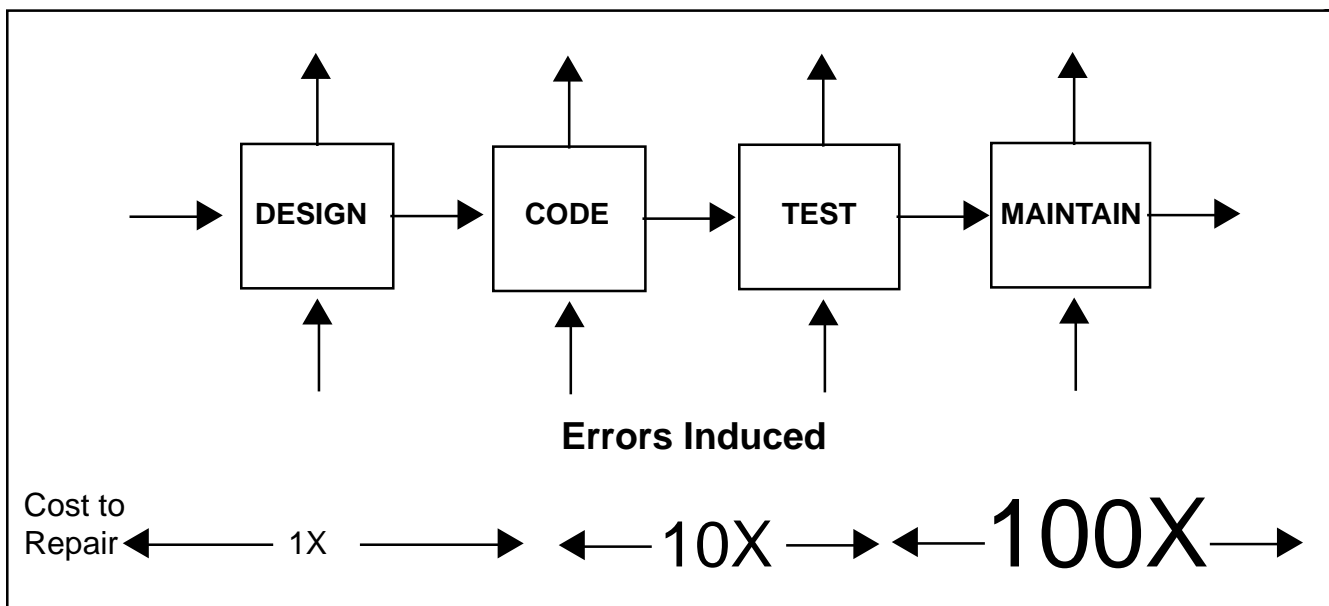 DESIGN
CODE
TEST
MAINTAIN
Errors Induced
Cost to
Repair
1X
10X
100X